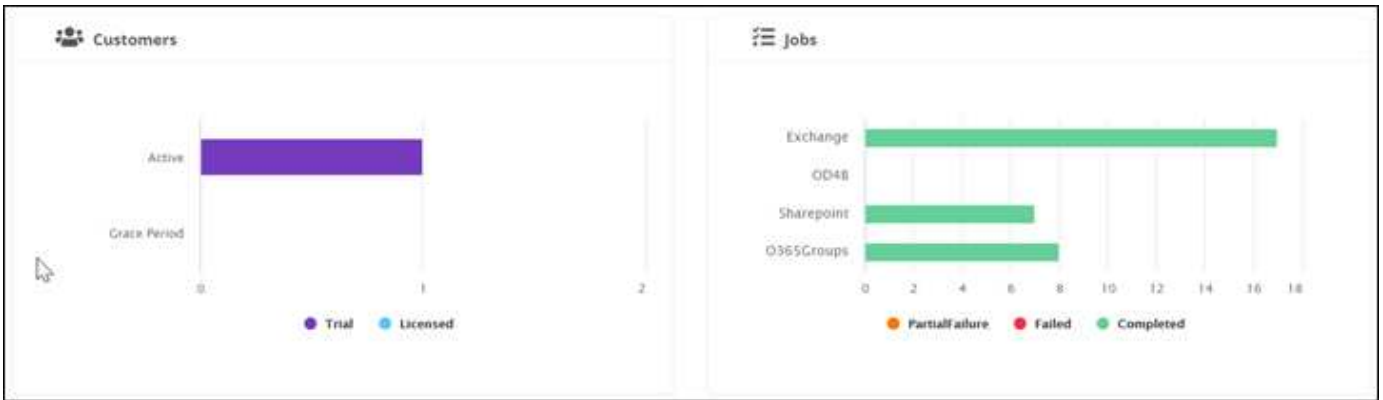 Customers
Active
Grace Period
0 1 2
Trial Licensed
Jobs
Exchange
OD4B
Sharepoint
O365Groups
0 2 4 6 8 10 12 14 16 18
PartialFailure Failed Completed